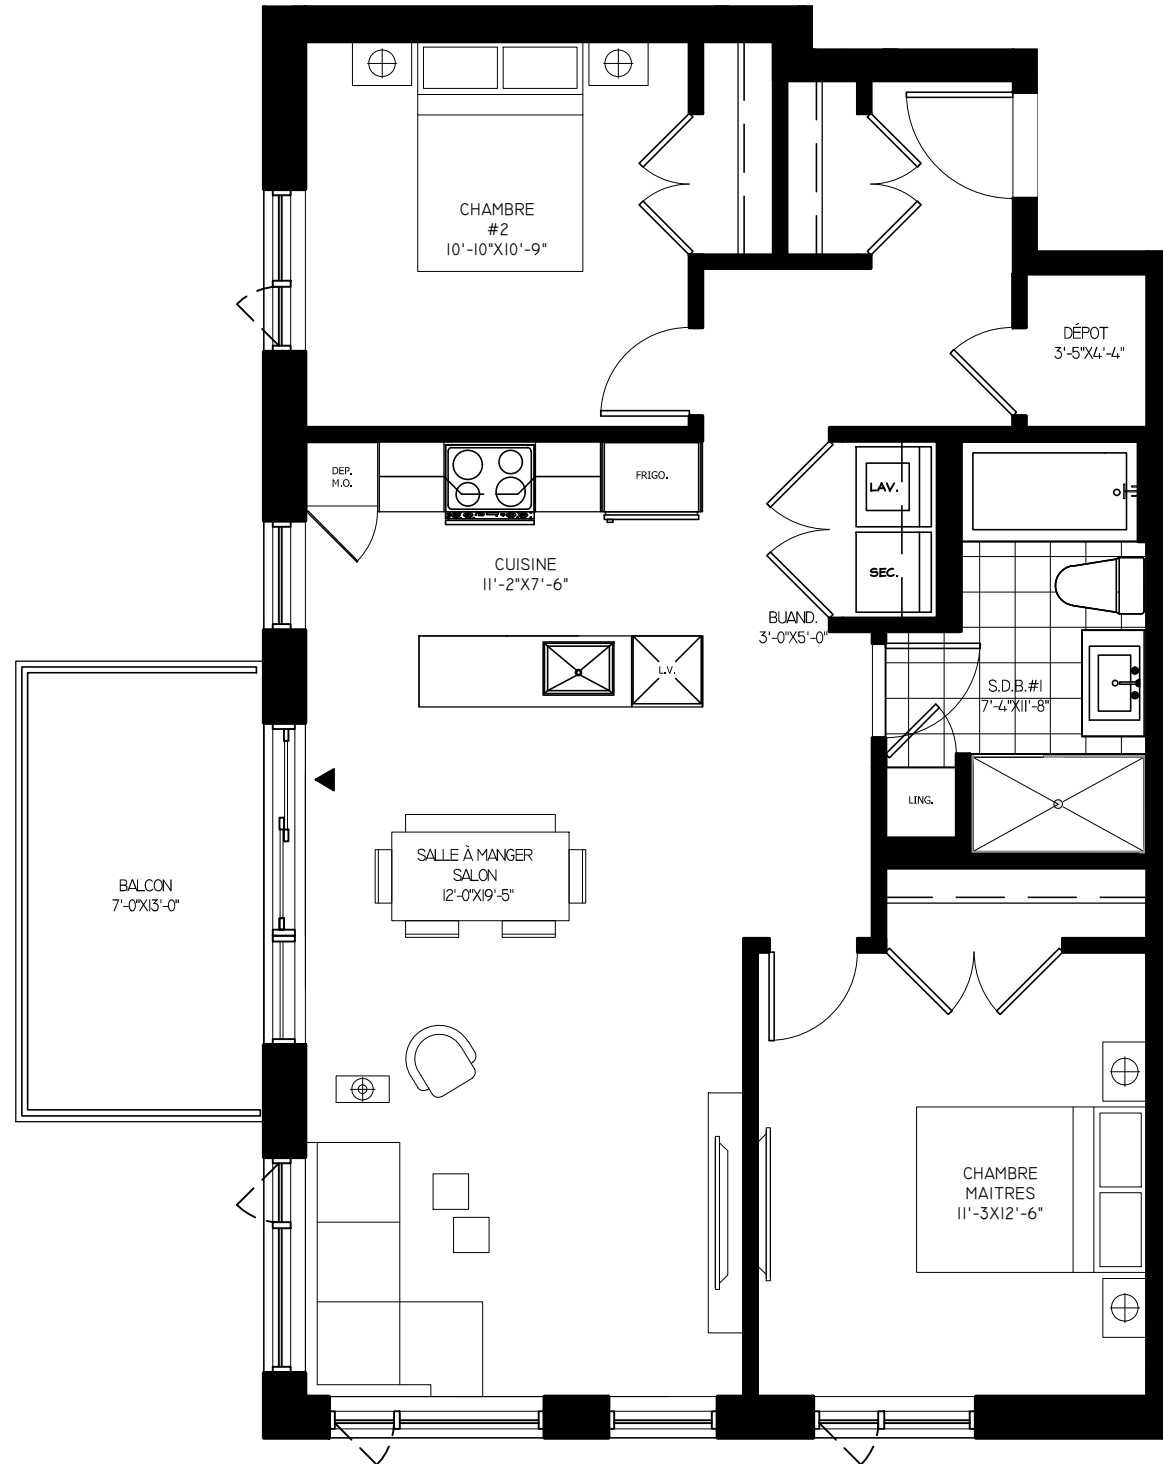 CHAMBRE
#2
10'-10"X10'-9"
DÉPOT
3'-5"X4'-4"
DEP.
M.O.
FRIGO.
LAV.
SEC.
CUISINE
11'-2"X7'-6"
BUAND.
3'-0"X5'-0"
L.V.
S.D.B.#1
7'-4"X11'-8"
LING.
SALLE À MANGER
SALON
12'-0"X19'-5"
BALCON
7'-0"X13'-0"
CHAMBRE
MAITRES
11'-3X12'-6"